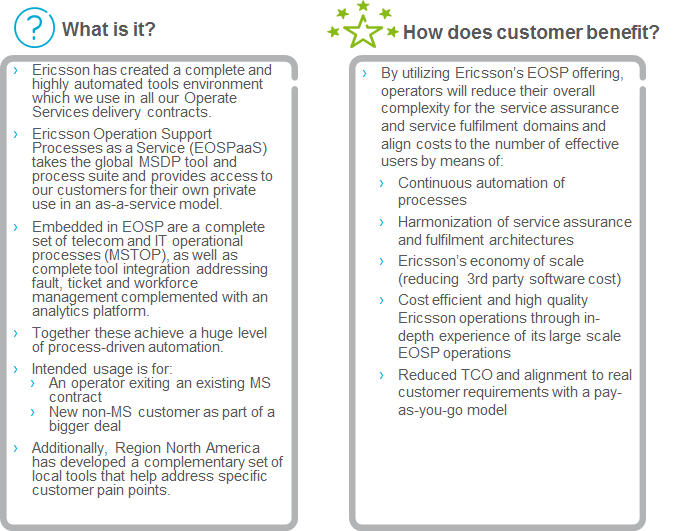 What is it?
› Ericsson has created a complete and
highly automated tools environment
which we use in all our Operate
Services delivery contracts.
› Ericsson Operation Support
Processes as a Service (EOSPaaS)
takes the global MSDP tool and
process suite and provides access to
our customers for their own private
use in an as-a-service model.
› Embedded in EOSP are a complete
set of telecom and IT operational
processes (MSTOP), as well as
complete tool integration addressing
fault, ticket and workforce
management complemented with an
analytics platform.
› Together these achieve a huge level
of process-driven automation.
› Intended usage is for:
› An operator exiting an existing MS
contract
› New non-MS customer as part of a
bigger deal
› Additionally, Region North America
has developed a complementary set of
local tools that help address specific
customer pain points.
How does customer benefit?
› By utilizing Ericsson's EOSP offering,
operators will reduce their overall
complexity for the service assurance
and service fulfilment domains and
align costs to the number of effective
users by means of:
› Continuous automation of
processes
› Harmonization of service assurance
and fulfilment architectures
› Ericsson's economy of scale
(reducing 3rd party software cost)
› Cost efficient and high quality
Ericsson operations through in-
depth experience of its large scale
EOSP operations
› Reduced TCO and alignment to real
customer requirements with a pay-
as-you-go model